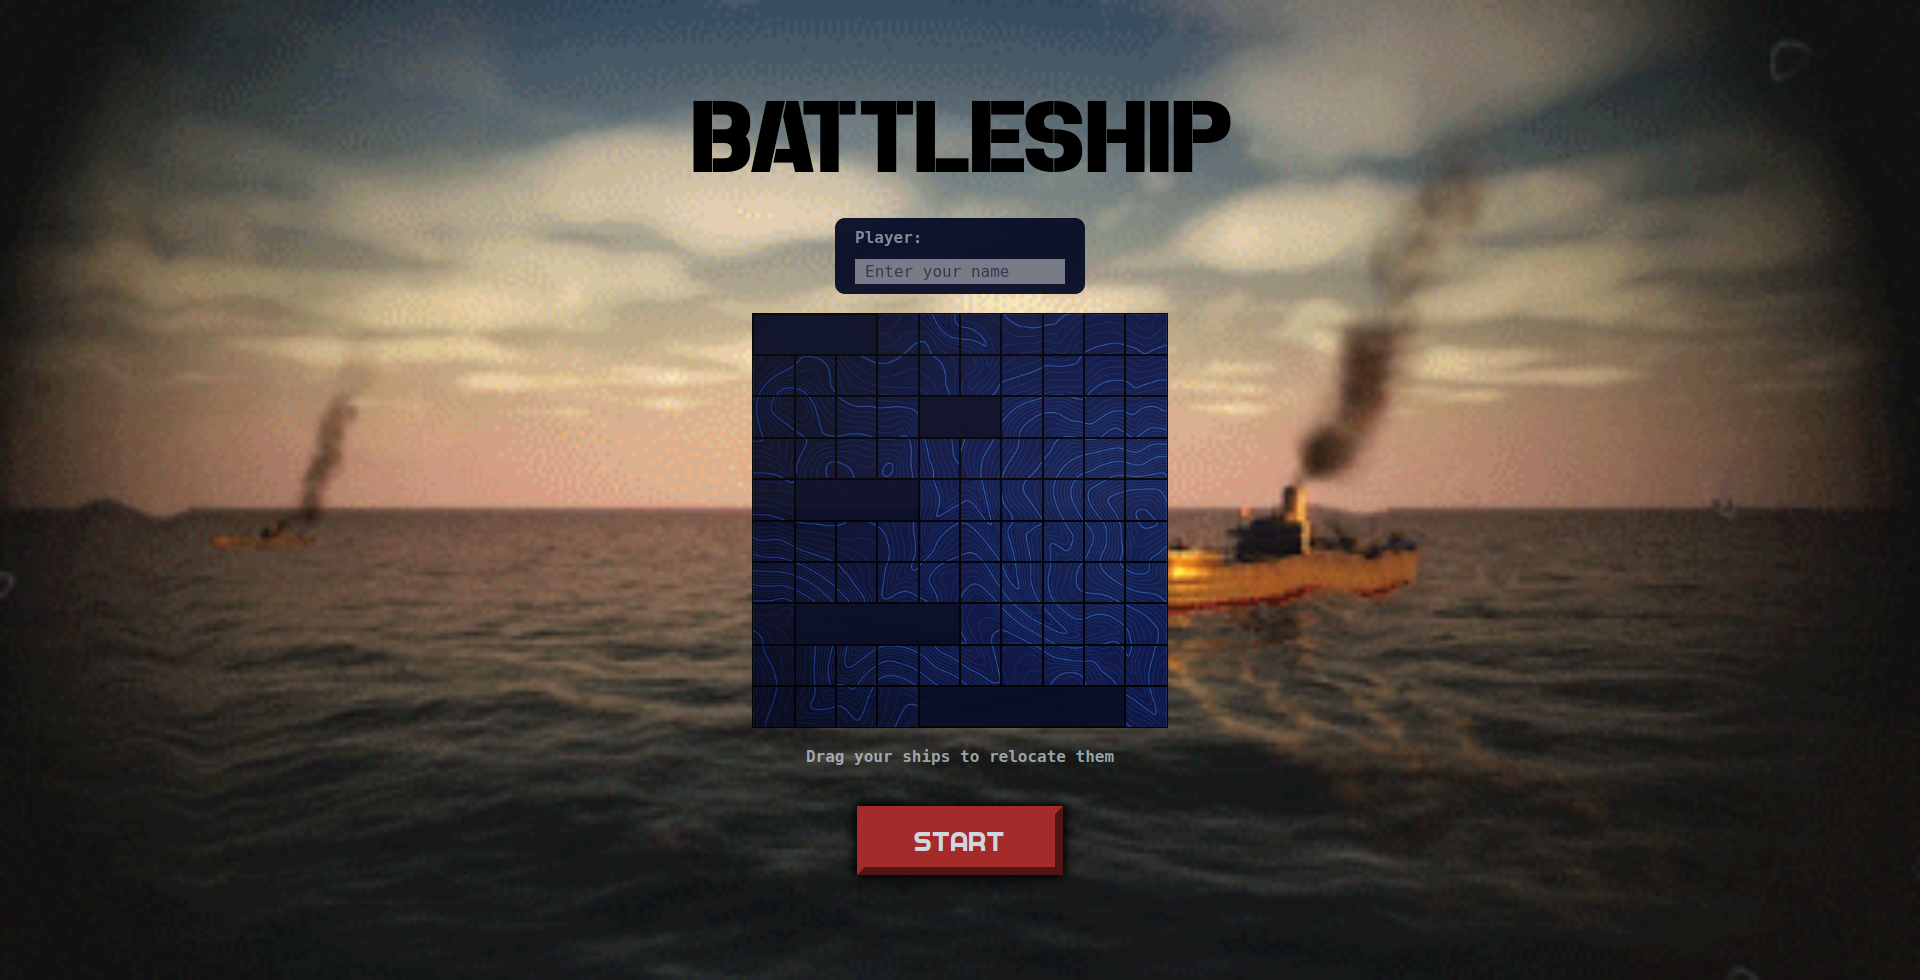 BATTLESHIP
Player:
Enter your name
Drag your ships to relocate them
START